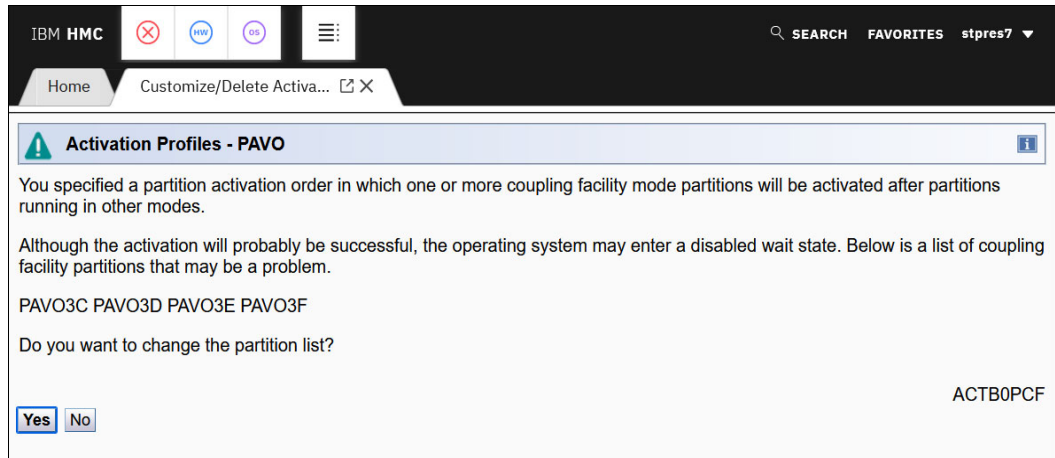 IBM HMC HW OS SEARCH FAVORITES stpres7
Home Customize/Delete Activa...
Activation Profiles - PAVO i
You specified a partition activation order in which one or more coupling facility mode partitions will be activated after partitions
running in other modes.
Although the activation will probably be successful, the operating system may enter a disabled wait state. Below is a list of coupling
facility partitions that may be a problem.
PAVO3C PAVO3D PAVO3E PAVO3F
Do you want to change the partition list?
ACTB0PCF
Yes No